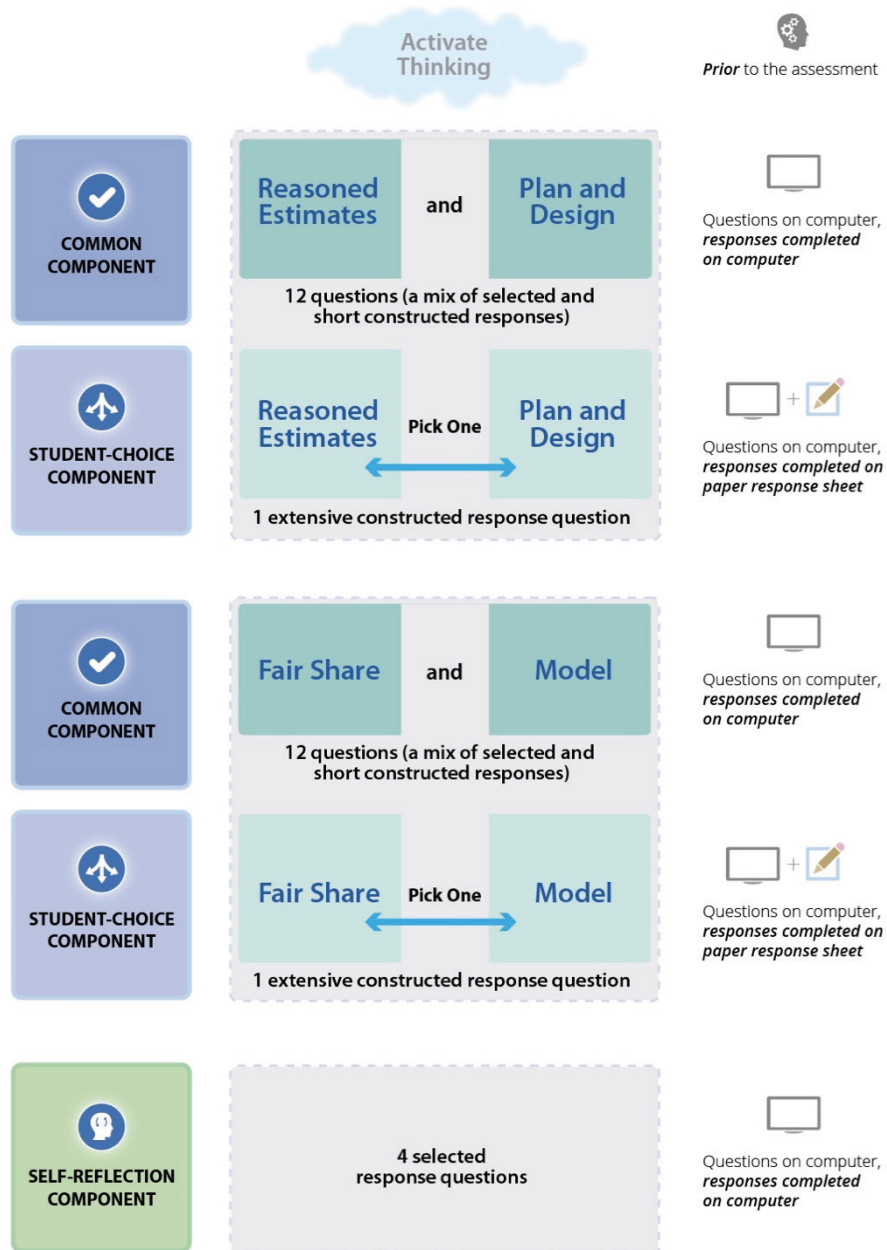 Activate
Thinking
Prior to the assessment
COMMON
COMPONENT
Reasoned
Estimates
and
Plan and
Design
12 questions (a mix of selected and
short constructed responses)
Questions on computer,
responses completed
on computer
STUDENT-CHOICE
COMPONENT
Reasoned
Estimates
Pick One
Plan and
Design
1 extensive constructed response question
+
Questions on computer,
responses completed on
paper response sheet
COMMON
COMPONENT
Fair Share
and
Model
12 questions (a mix of selected and
short constructed responses)
Questions on computer,
responses completed
on computer
STUDENT-CHOICE
COMPONENT
Fair Share
Pick One
Model
1 extensive constructed response question
+
Questions on computer,
responses completed on
paper response sheet
SELF-REFLECTION
COMPONENT
4 selected
response questions
Questions on computer,
responses completed
on computer